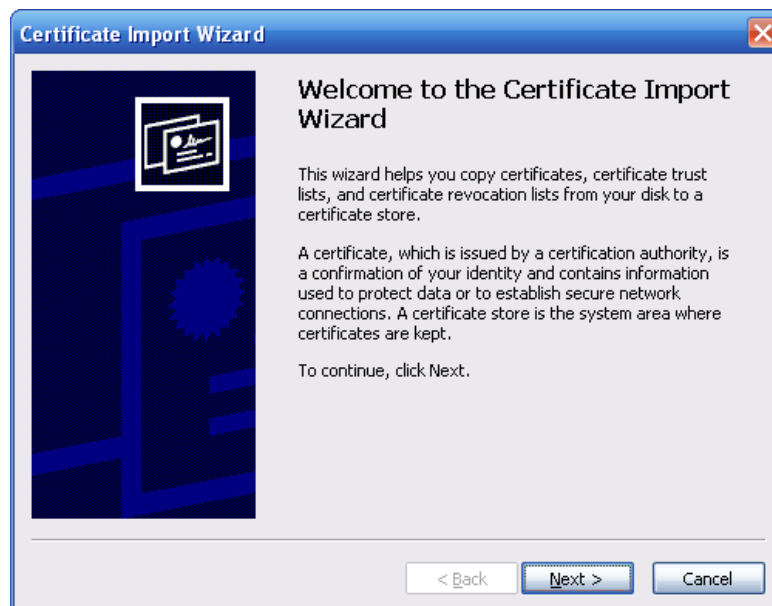 Certificate Import Wizard
Welcome to the Certificate Import
Wizard
This wizard helps you copy certificates, certificate trust
lists, and certificate revocation lists from your disk to a
certificate store.
A certificate, which is issued by a certification authority, is
a confirmation of your identity and contains information
used to protect data or to establish secure network
connections. A certificate store is the system area where
certificates are kept.
To continue, click Next.
< Back Next > Cancel